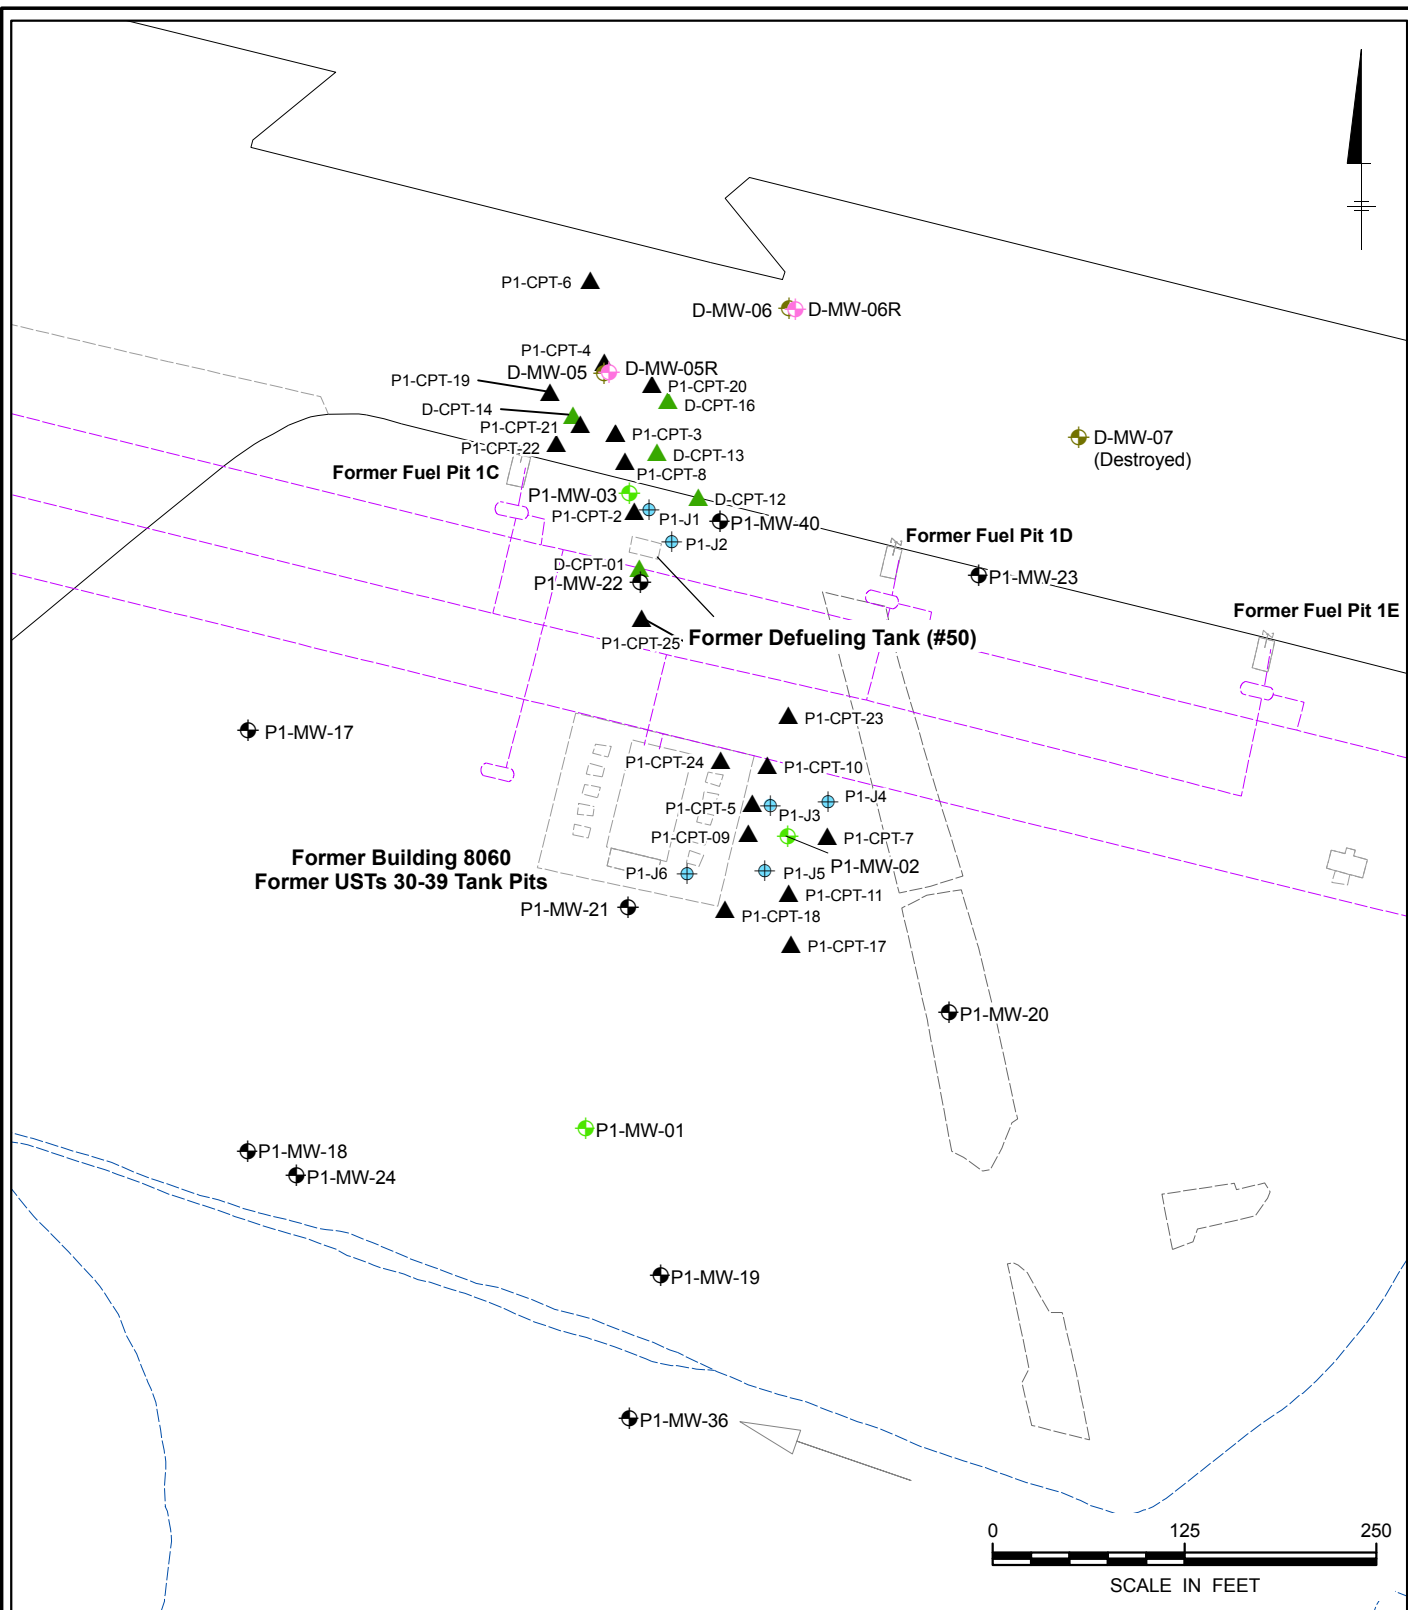 P1-CPT-6
D-MW-06
D-MW-06R
P1-CPT-4
D-MW-05
D-MW-05R
P1-CPT-19
P1-CPT-20
D-CPT-16
D-CPT-14
P1-CPT-21
P1-CPT-3
D-MW-07
(Destroyed)
P1-CPT-22
D-CPT-13
Former Fuel Pit 1C
P1-CPT-8
P1-MW-03
D-CPT-12
P1-CPT-2
P1-J1
P1-MW-40
Former Fuel Pit 1D
P1-J2
D-CPT-01
P1-MW-22
P1-MW-23
Former Fuel Pit 1E
P1-CPT-25
Former Defueling Tank (#50)
P1-CPT-23
P1-MW-17
P1-CPT-24
P1-CPT-10
P1-J4
P1-CPT-5
P1-J3
P1-CPT-09
P1-CPT-7
Former Building 8060
Former USTs 30-39 Tank Pits
P1-MW-02
P1-J6
P1-J5
P1-CPT-11
P1-MW-21
P1-CPT-18
P1-CPT-17
P1-MW-20
P1-MW-01
P1-MW-18
P1-MW-24
P1-MW-19
P1-MW-36
0 125 250
SCALE IN FEET